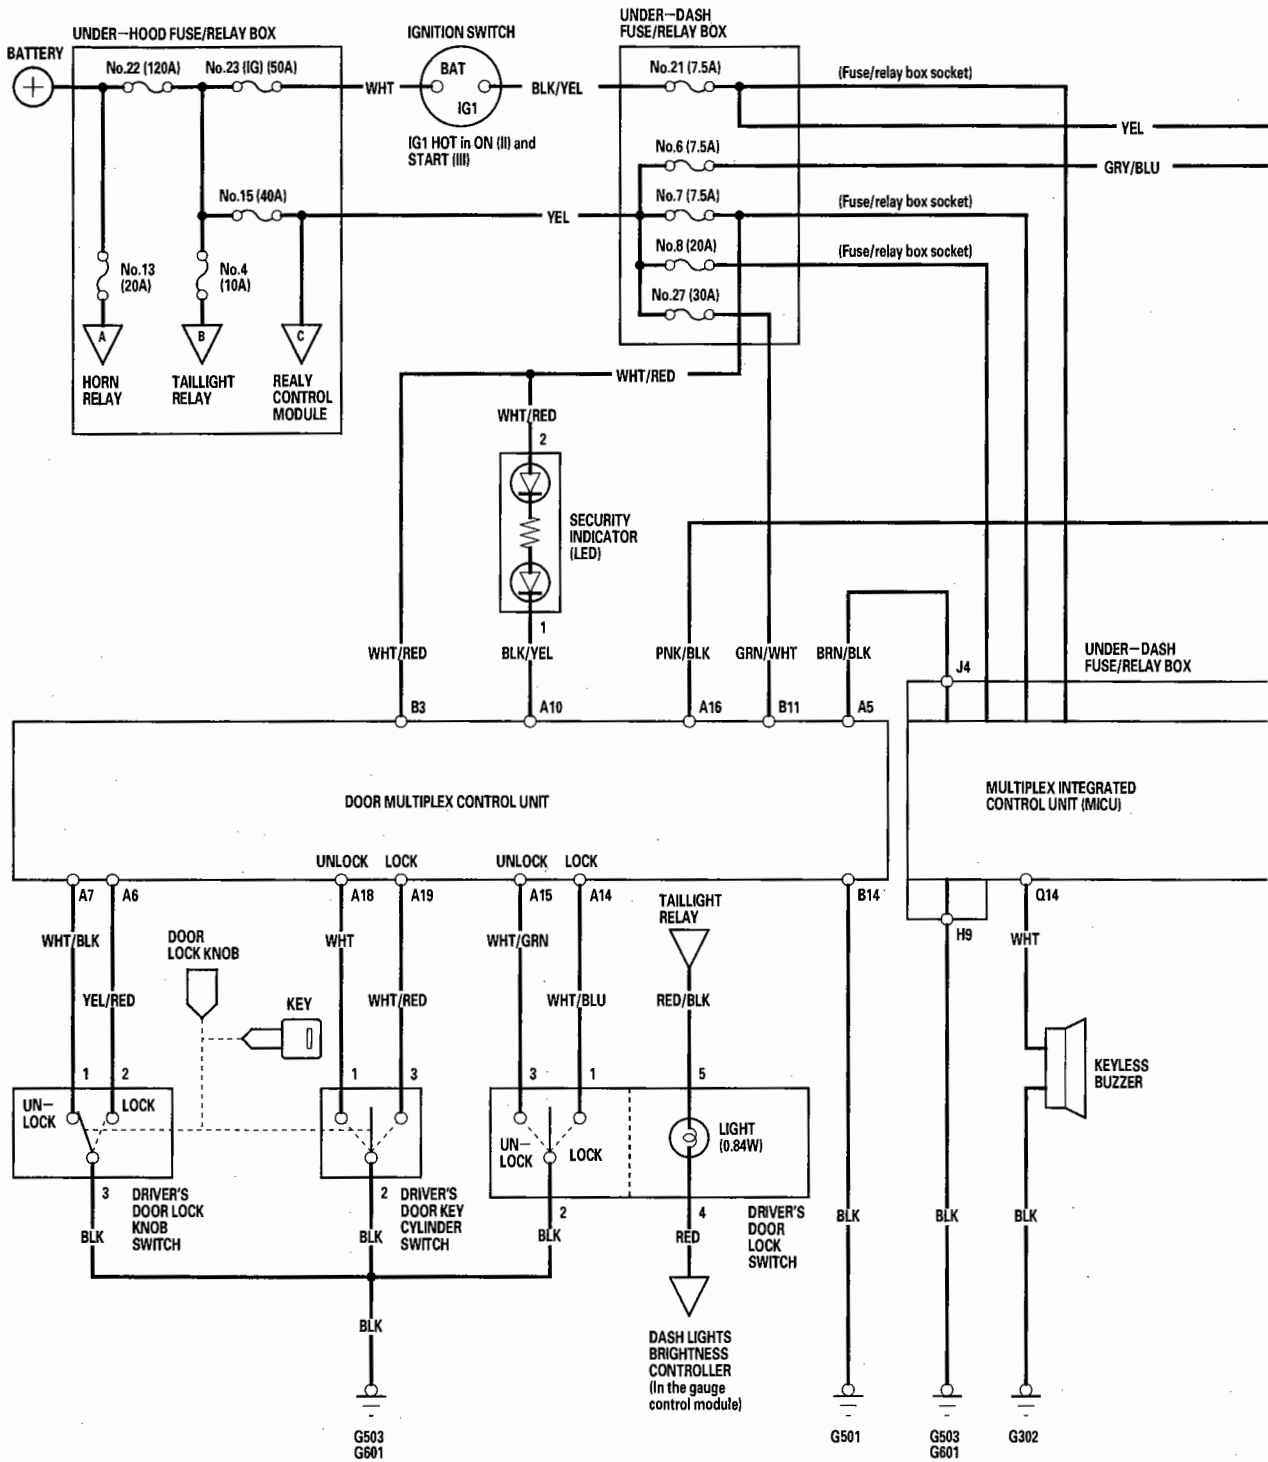 UNDER–DASH
FUSE/RELAY BOX
UNDER–HOOD FUSE/RELAY BOX
IGNITION SWITCH
BATTERY
No.22 (120A)
No.23 (IG) (50A)
BAT
No.21 (7.5A)
(Fuse/relay box socket)
WHT
BLK/YEL
IG1
YEL
IG1 HOT in ON (II) and
START (III)
No.6 (7.5A)
GRY/BLU
No.15 (40A)
No.7 (7.5A)
(Fuse/relay box socket)
YEL
No.8 (20A)
(Fuse/relay box socket)
No.13
(20A)
No.4
(10A)
No.27 (30A)
A
B
C
HORN
RELAY
TAILLIGHT
RELAY
REALY
CONTROL
MODULE
WHT/RED
WHT/RED
2
SECURITY
INDICATOR
(LED)
1
WHT/RED
BLK/YEL
PNK/BLK
GRN/WHT
BRN/BLK
UNDER–DASH
FUSE/RELAY BOX
J4
B3
A10
A16
B11
A5
DOOR MULTIPLEX CONTROL UNIT
MULTIPLEX INTEGRATED
CONTROL UNIT (MICU)
UNLOCK
LOCK
UNLOCK
LOCK
A7
A6
A18
A19
A15
A14
B14
Q14
TAILLIGHT
RELAY
H9
WHT/BLK
DOOR
LOCK KNOB
WHT
WHT/GRN
WHT
YEL/RED
KEY
WHT/RED
WHT/BLU
RED/BLK
KEYLESS
BUZZER
1
2
1
3
3
1
5
UN–
LOCK
LOCK
UN–
LOCK
LOCK
LIGHT
(0.84W)
3
DRIVER'S
DOOR LOCK
KNOB
SWITCH
2
DRIVER'S
DOOR KEY
CYLINDER
SWITCH
2
4
DRIVER'S
DOOR
LOCK
SWITCH
BLK
BLK
BLK
RED
BLK
BLK
BLK
BLK
DASH LIGHTS
BRIGHTNESS
CONTROLLER
(In the gauge
control module)
G503
G601
G501
G503
G601
G302